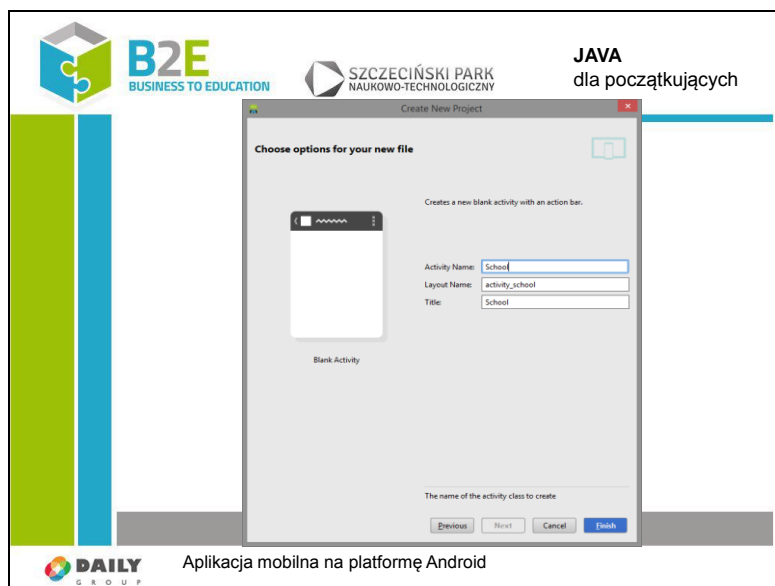 B2E
BUSINESS TO EDUCATION
SZCZECIŃSKI PARK
NAUKOWO-TECHNOLOGICZNY
JAVA
dla początkujących
Create New Project
Choose options for your new file
Creates a new blank activity with an action bar.
Activity Name: School
Layout Name: activity_school
Title: School
Blank Activity
The name of the activity class to create
Previous Next Cancel Finish
DAILY
GROUP
Aplikacja mobilna na platformę Android